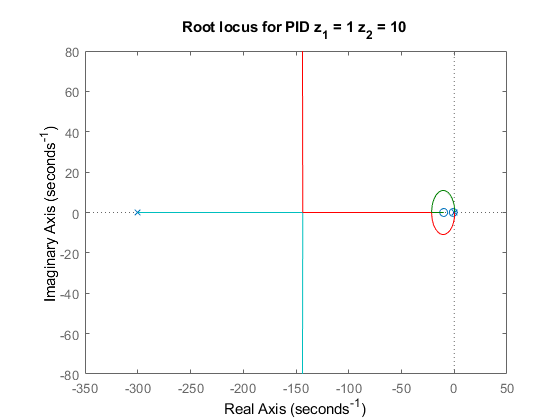 Root locus for PID z1 = 1 z2 = 10
80
60
40
20
0
-20
-40
-60
-80
Imaginary Axis (seconds-1)
-350 -300 -250 -200 -150 -100 -50 0 50
Real Axis (seconds-1)